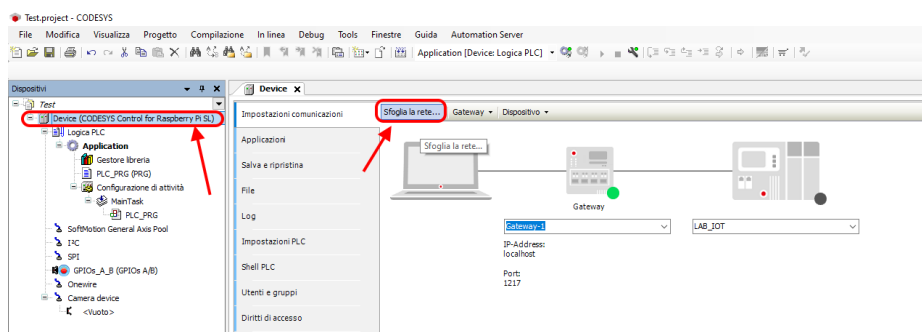 Test.project - CODESYS
File Modifica Visualizza Progetto Compilazione In linea Debug Tools Finestre Guida Automation Server
Application [Device: Logica PLC]
Dispositivi
Device
Test
Device (CODESYS Control for Raspberry Pi SL)
Logica PLC
Application
Gestore libreria
PLC_PRG (PRG)
Configurazione di attività
MainTask
PLC_PRG
SoftMotion General Axis Pool
I²C
SPI
GPIOs_A_B (GPIOs A/B)
Onewire
Camera device
<Vuoto>
Impostazioni comunicazioni
Applicazioni
Salva e ripristina
File
Log
Impostazioni PLC
Shell PLC
Utenti e gruppi
Diritti di accesso
Sfoglia la rete... Gateway Dispositivo
Sfoglia la rete...
Gateway
Gateway-1
LAB_IOT
IP-Address:
localhost
Port:
1217